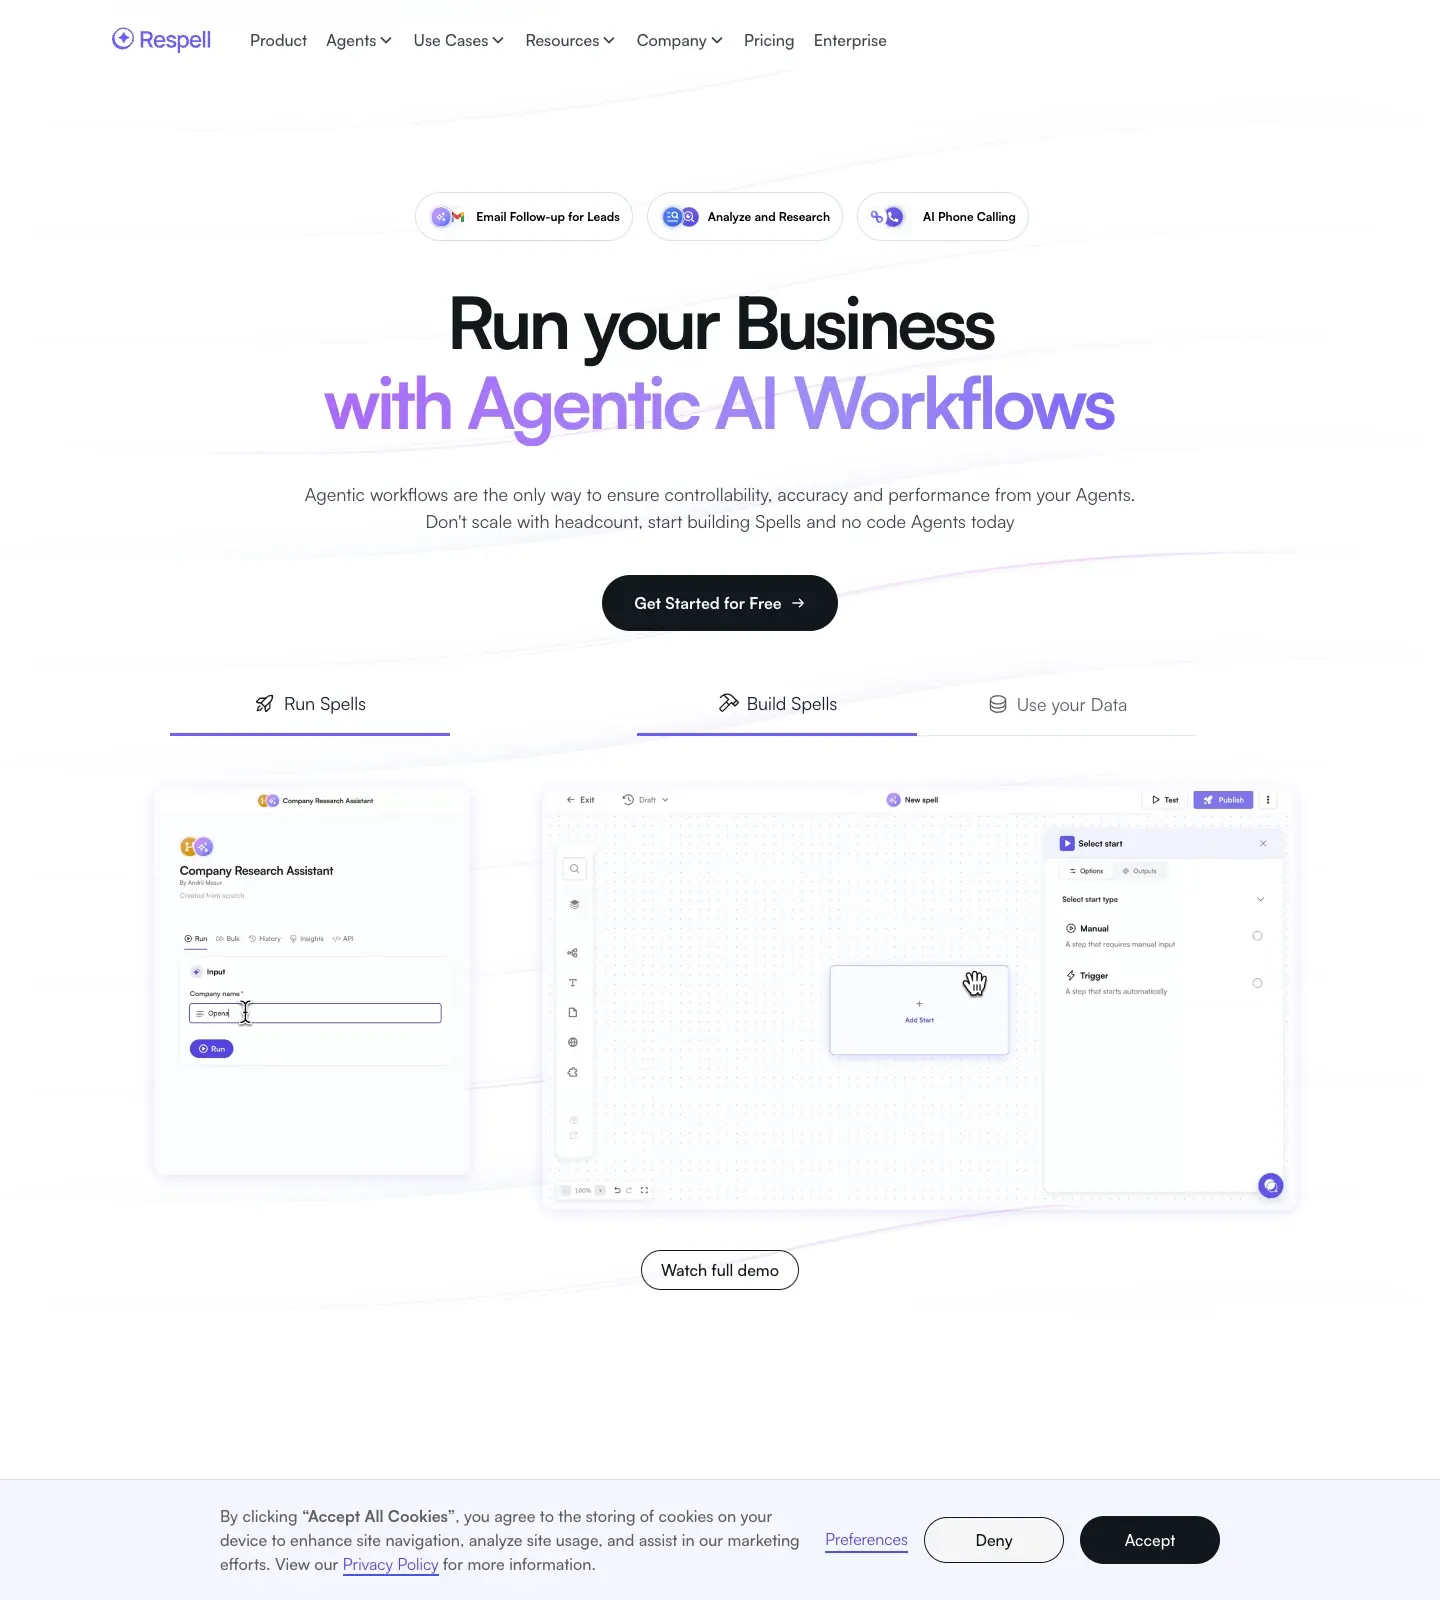 Respell
Product
Agents
Use Cases
Resources
Company
Pricing
Enterprise
Email Follow-up for Leads
Analyze and Research
AI Phone Calling
Run your Business
with Agentic AI Workflows
Agentic workflows are the only way to ensure controllability, accuracy and performance from your Agents.
Don't scale with headcount, start building Spells and no code Agents today
Get Started for Free
Run Spells
Build Spells
Use your Data
Company Research Assistant
Company Research Assistant
By Andrii Mazur
Created from scratch
Run
Bulk
History
Insights
API
Input
Company name*
Opena
Run
Exit
Draft
New spell
Test
Publish
Select start
Options
Outputs
Select start type
Manual
A step that requires manual input
Trigger
A step that starts automatically
+
Add Start
100%
Watch full demo
By clicking “Accept All Cookies”, you agree to the storing of cookies on your
device to enhance site navigation, analyze site usage, and assist in our marketing
efforts. View our Privacy Policy for more information.
Preferences
Deny
Accept